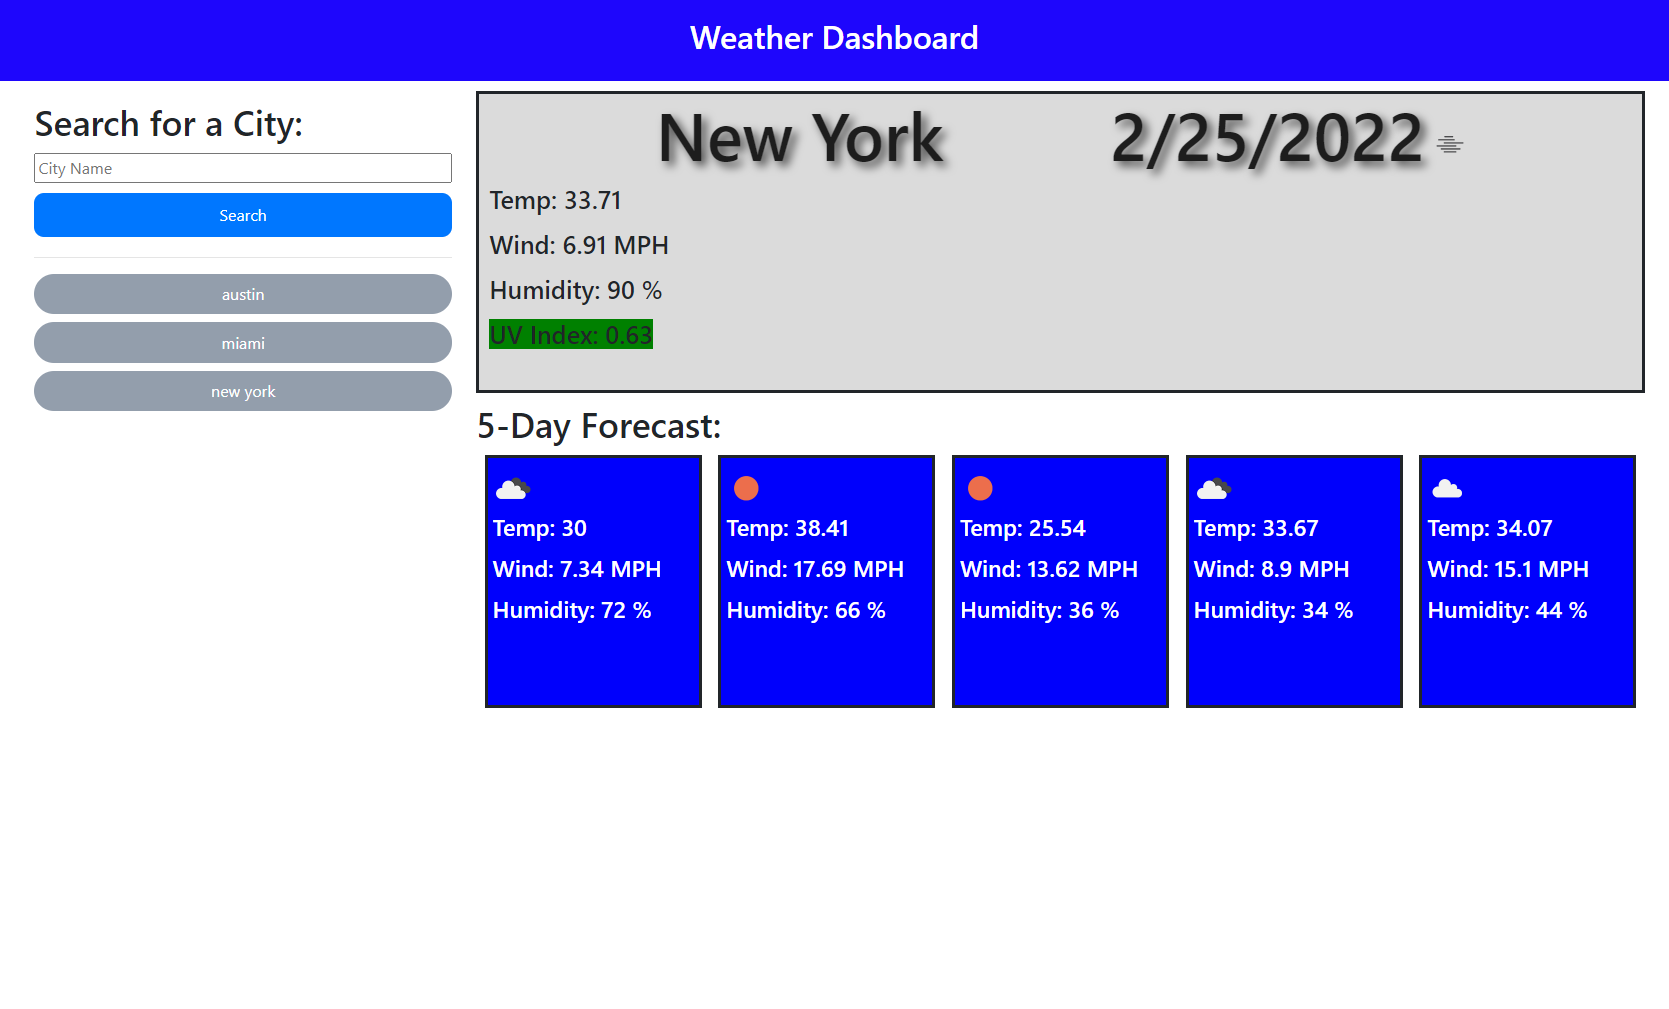 Weather Dashboard
Search for a City:
City Name
Search
austin
miami
new york
New York 2/25/2022
Temp: 33.71
Wind: 6.91 MPH
Humidity: 90 %
UV Index: 0.63
5-Day Forecast:
Temp: 30
Wind: 7.34 MPH
Humidity: 72 %
Temp: 38.41
Wind: 17.69 MPH
Humidity: 66 %
Temp: 25.54
Wind: 13.62 MPH
Humidity: 36 %
Temp: 33.67
Wind: 8.9 MPH
Humidity: 34 %
Temp: 34.07
Wind: 15.1 MPH
Humidity: 44 %